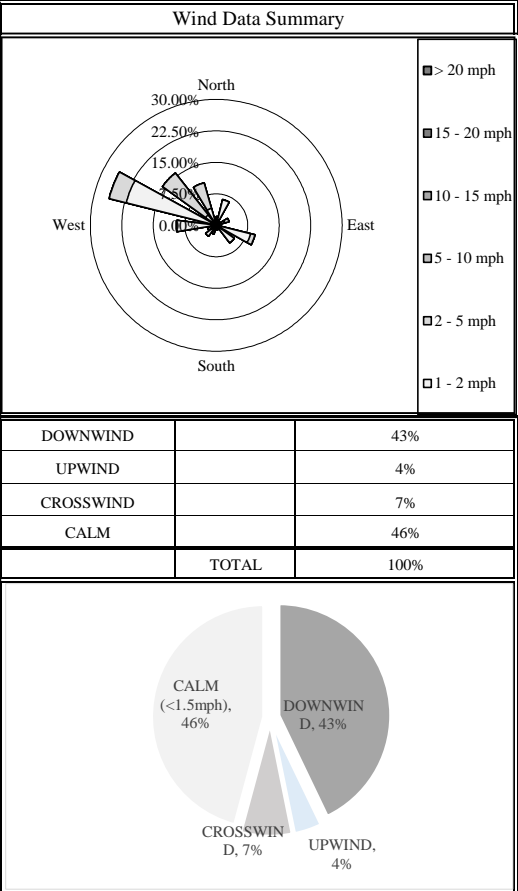 Wind Data Summary
North
30.00%
22.50%
15.00%
7.50%
0.00%
West
East
South
> 20 mph
15 - 20 mph
10 - 15 mph
5 - 10 mph
2 - 5 mph
1 - 2 mph
DOWNWIND 43%
UPWIND 4%
CROSSWIND 7%
CALM 46%
TOTAL 100%
CALM
(<1.5mph),
46%
DOWNWIN
D, 43%
CROSSWIN
D, 7%
UPWIND,
4%